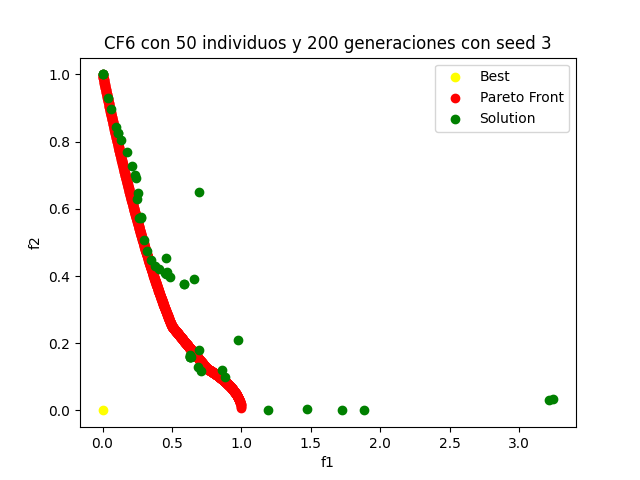 CF6 con 50 individuos y 200 generaciones con seed 3
Best
Pareto Front
Solution
f2
1.0
0.8
0.6
0.4
0.2
0.0
0.0 0.5 1.0 1.5 2.0 2.5 3.0
f1